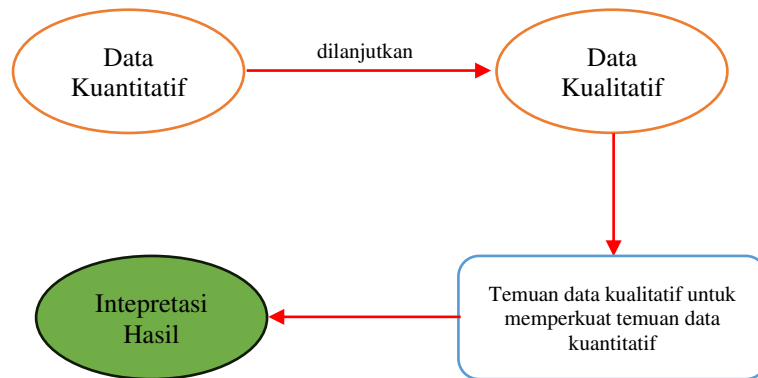 Data
Kuantitatif
dilanjutkan
Data
Kualitatif
Temuan data kualitatif untuk
memperkuat temuan data
kuantitatif
Intepretasi
Hasil